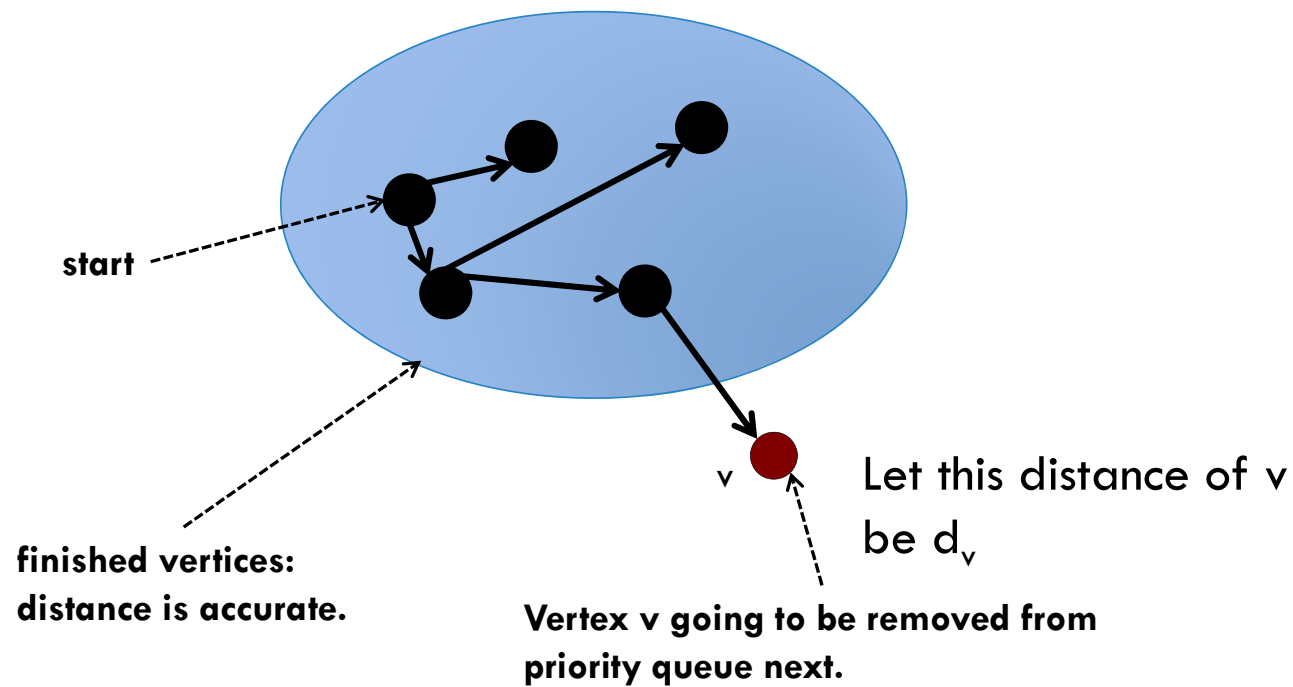 start
v
Let this distance of v
be dᵥ
finished vertices:
distance is accurate.
Vertex v going to be removed from
priority queue next.